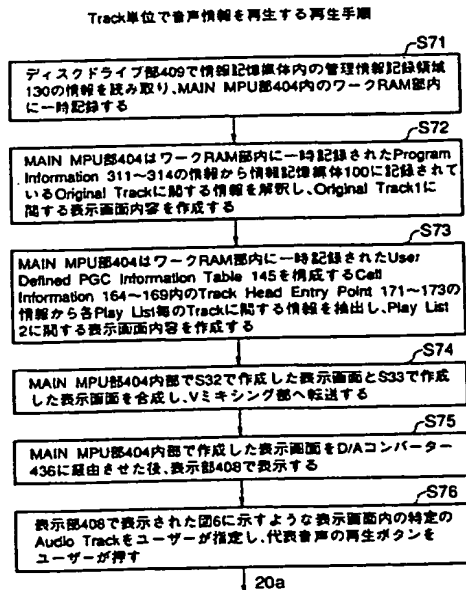 Track単位で音声情報を再生する再生手順
S71
ディスクドライブ部409で情報記憶媒体内の管理情報記録領域
130の情報を読み取り、MAIN MPU部404内のワークRAM部内
に一時記録する
S72
MAIN MPU部404はワークRAM部内に一時記録されたProgram
Information 311～314の情報から情報記憶媒体100に記録され
ているOriginal Trackに関する情報を解釈し、Original Track1に
関する表示画面内容を作成する
S73
MAIN MPU部404はワークRAM部内に一時記録されたUser
Defined PGC Information Table 145を構成するCell
Information 164～169内のTrack Head Entry Point 171～173の
情報から各Play List毎のTrackに関する情報を抽出し、Play List
2に関する表示画面内容を作成する
S74
MAIN MPU部404内部でS32で作成した表示画面とS33で作成
した表示画面を合成し、Vミキシング部へ転送する
S75
MAIN MPU部404内部で作成した表示画面をD/Aコンバーター
436に経由させた後、表示部408で表示する
S76
表示部408で表示された図6に示すような表示画面内の特定の
Audio Trackをユーザーが指定し、代表音声の再生ボタンを
ユーザーが押す
20a